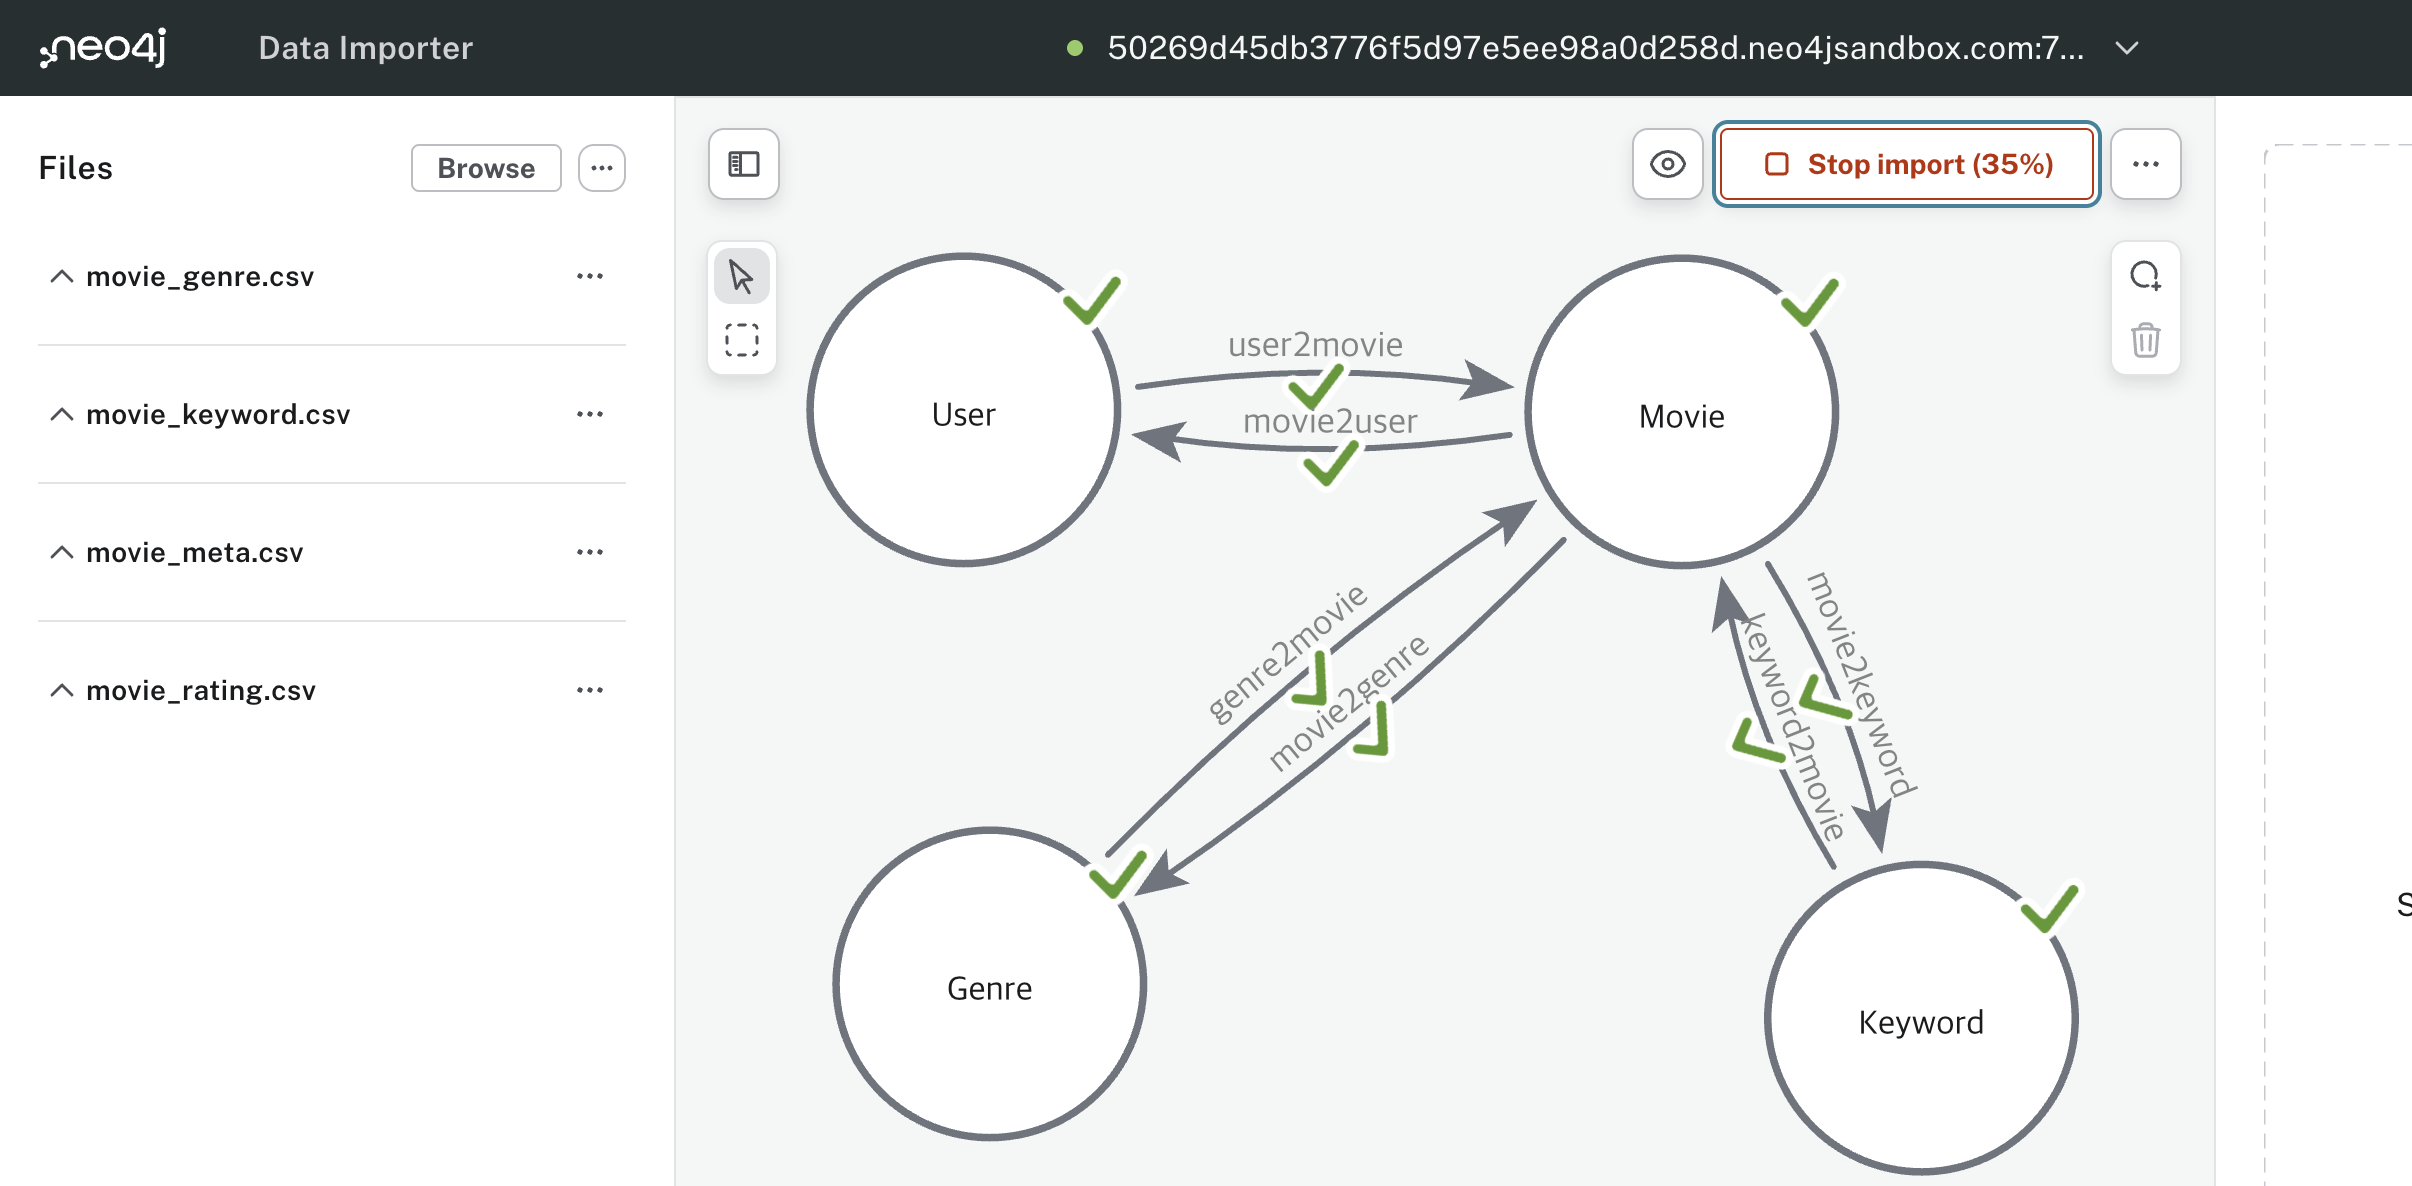 neo4j
Data Importer
50269d45db3776f5d97e5ee98a0d258d.neo4jsandbox.com:7...
Files
Browse
movie_genre.csv
movie_keyword.csv
movie_meta.csv
movie_rating.csv
Stop import (35%)
User
user2movie
movie2user
Movie
genre2movie
movie2genre
movie2keyword
keyword2movie
Genre
Keyword
S